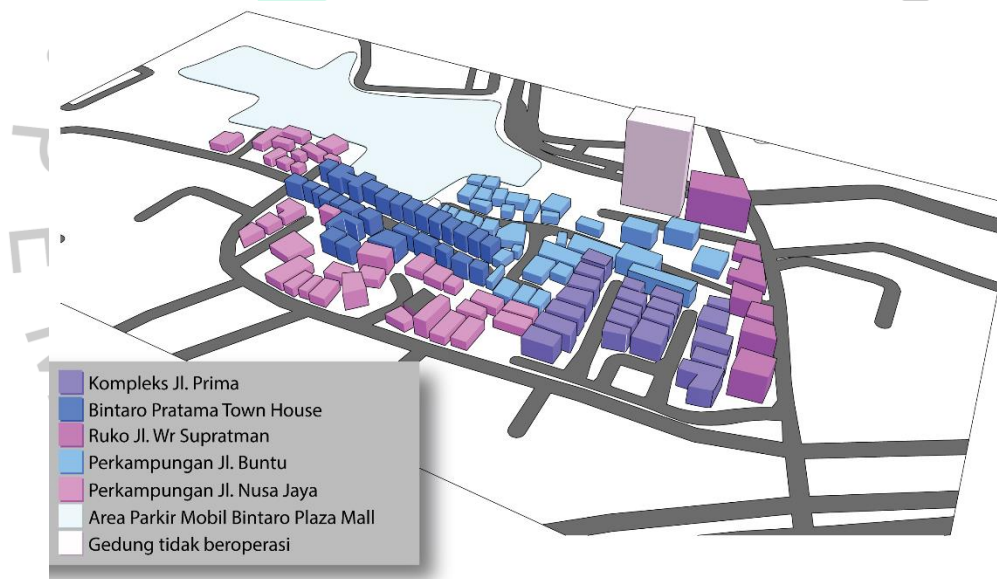 Kompleks Jl. Prima
Bintaro Pratama Town House
Ruko Jl. Wr Supratman
Perkampungan Jl. Buntu
Perkampungan Jl. Nusa Jaya
Area Parkir Mobil Bintaro Plaza Mall
Gedung tidak beroperasi